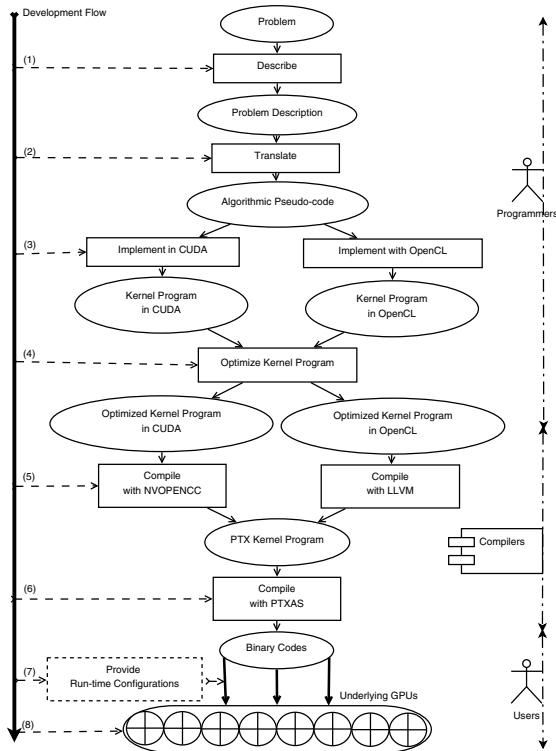 Development Flow
Problem
(1)
Describe
Problem Description
(2)
Translate
Algorithmic Pseudo-code
Programmers
(3)
Implement in CUDA
Implement with OpenCL
Kernel Program
in CUDA
Kernel Program
in OpenCL
(4)
Optimize Kernel Program
Optimized Kernel Program
in CUDA
Optimized Kernel Program
in OpenCL
(5)
Compile
with NVOPENCC
Compile
with LLVM
PTX Kernel Program
Compilers
(6)
Compile
with PTXAS
Binary Codes
(7)
Provide
Run-time Configurations
Underlying GPUs
Users
(8)